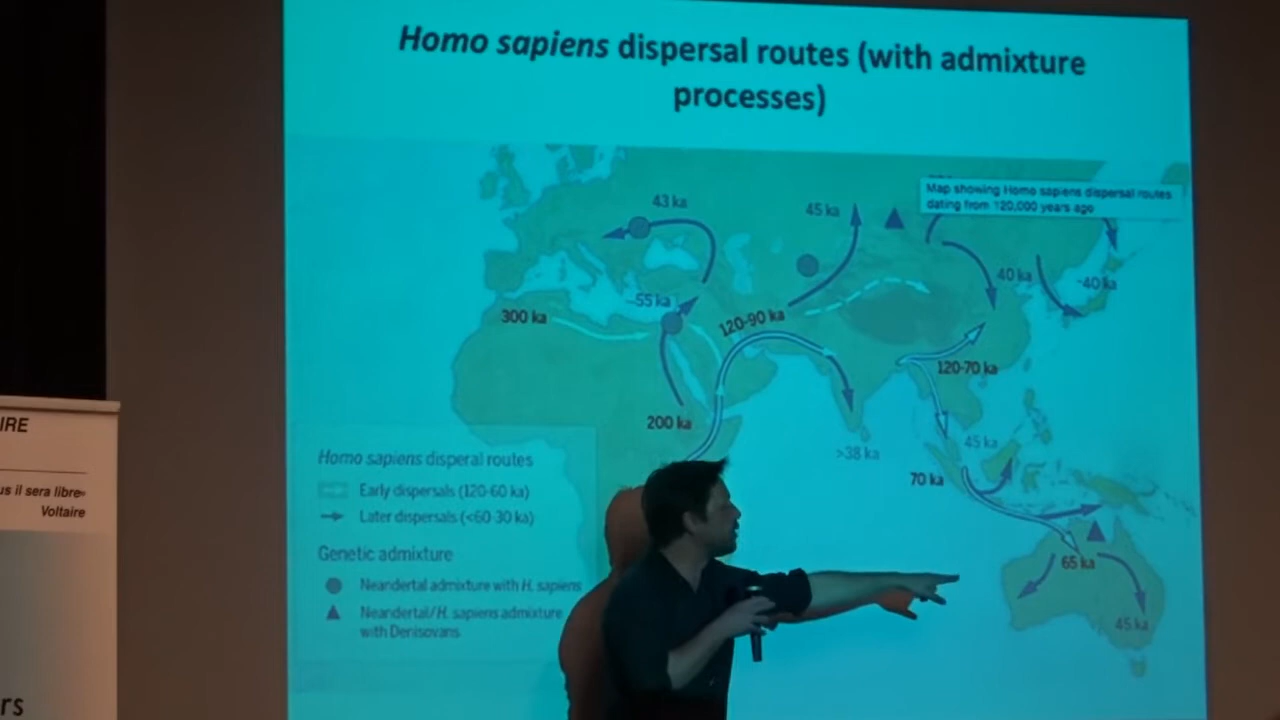 Homo sapiens dispersal routes (with admixture
processes)
Map showing Homo sapiens dispersal routes
dating from 120,000 years ago
43 ka
45 ka
40 ka
~40 ka
~55 ka
300 ka
120-90 ka
120-70 ka
200 ka
>38 ka
45 ka
70 ka
65 ka
45 ka
Homo sapiens disperal routes
Early dispersals (120-60 ka)
Later dispersals (<60-30 ka)
Genetic admixture
Neandertal admixture with H. sapiens
Neandertal/H. sapiens admixture
with Denisovans
IRE
us il sera libre»
Voltaire
rs